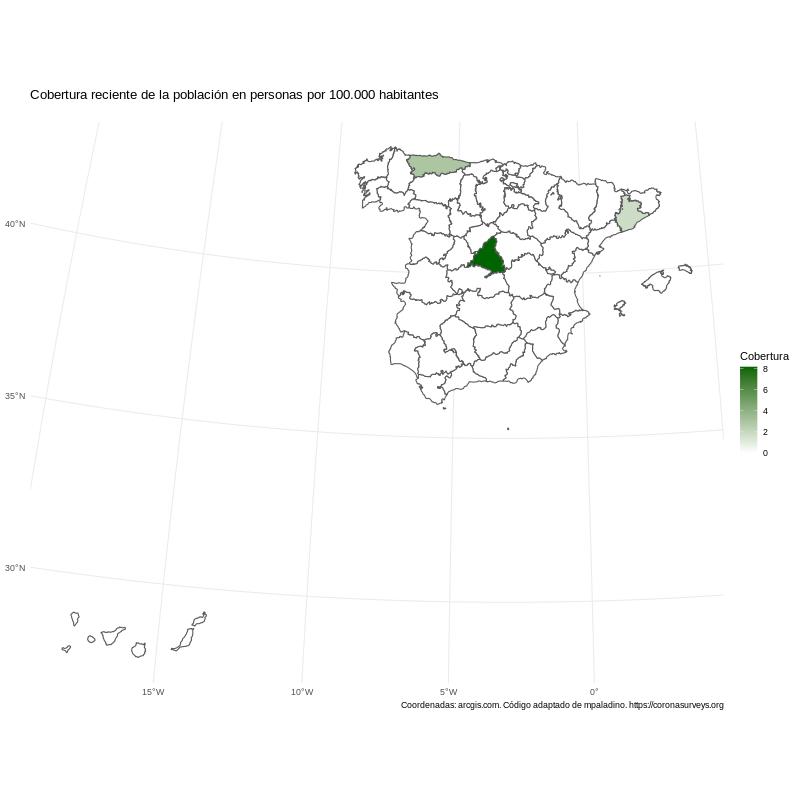 Cobertura reciente de la población en personas por 100.000 habitantes
40°N
35°N
30°N
15°W
10°W
5°W
0°
Cobertura
8
6
4
2
0
Coordenadas: arcgis.com. Código adaptado de mpaladino. https://coronasurveys.org